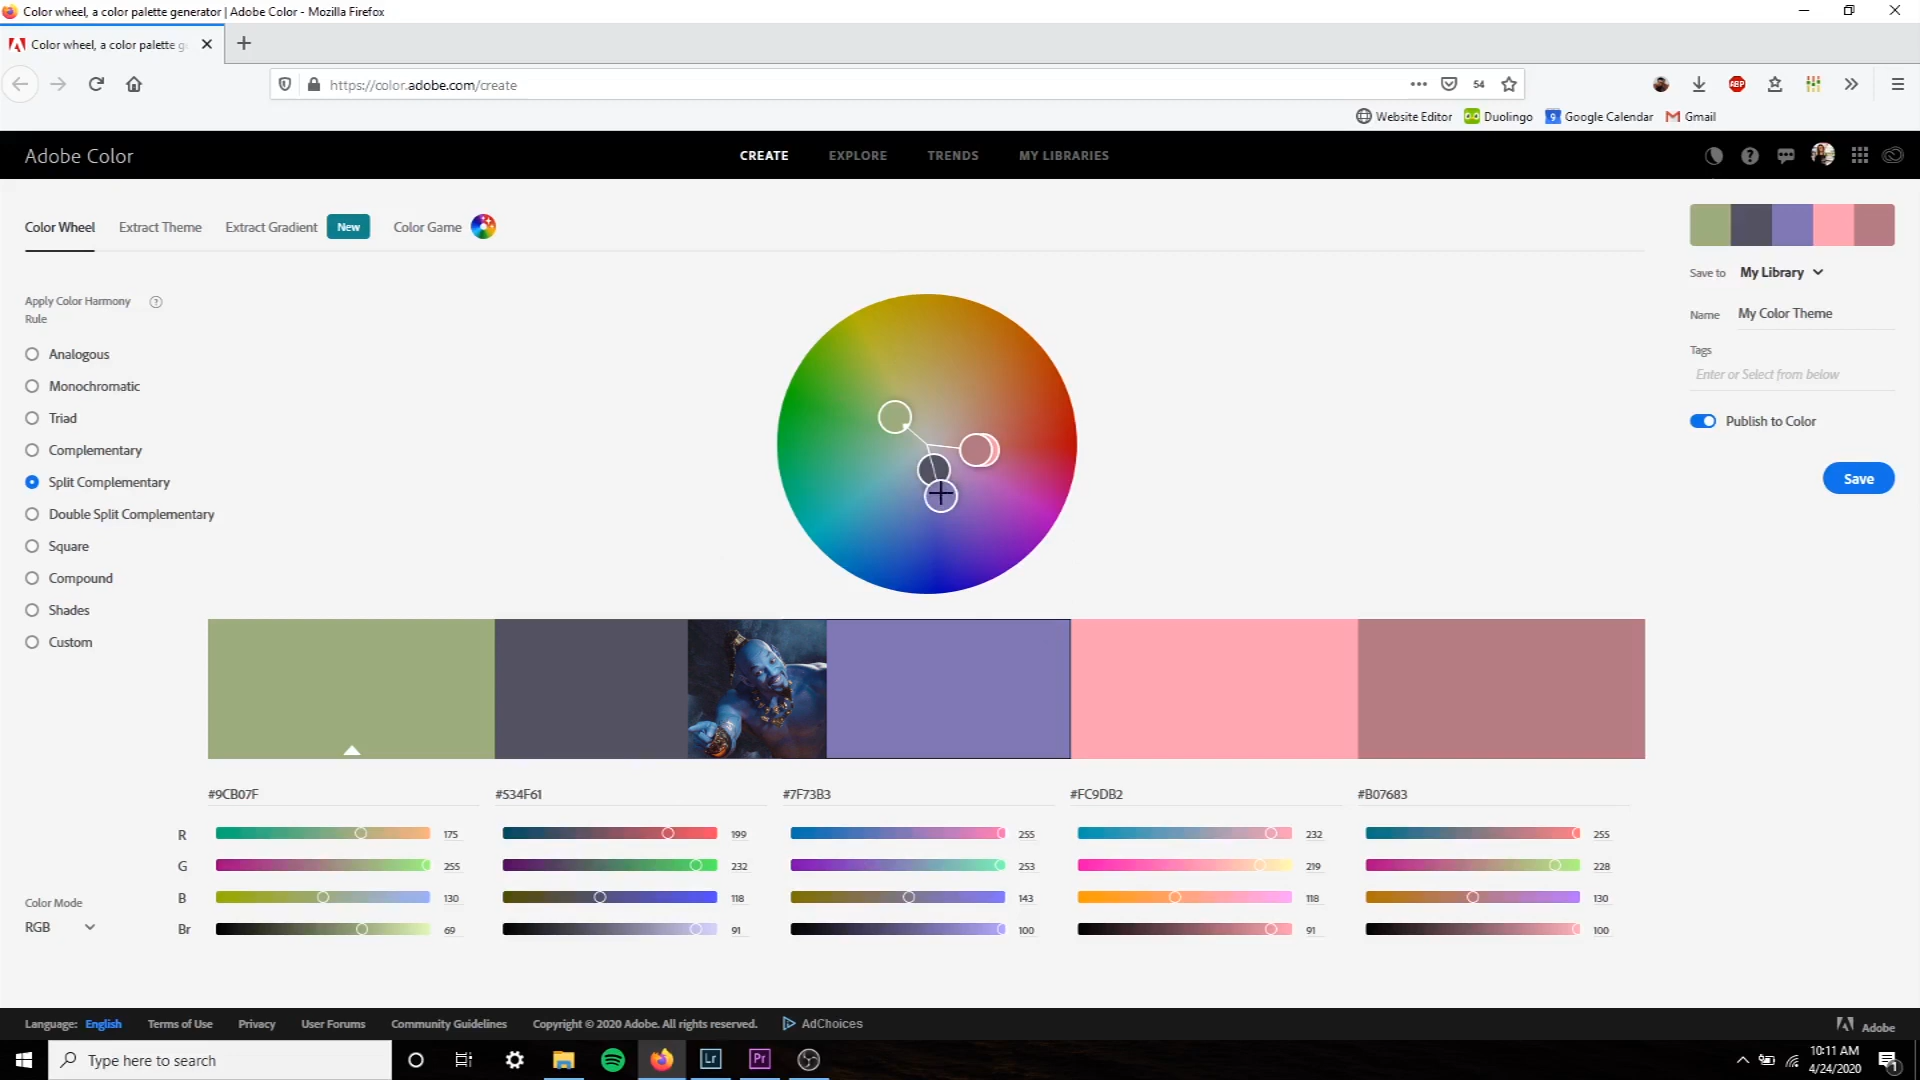 Color wheel, a color palette generator | Adobe Color - Mozilla Firefox
Color wheel, a color palette g
https://color.adobe.com/create
54
ABP
Website Editor
Duolingo
9 Google Calendar
Gmail
Adobe Color
CREATE
EXPLORE
TRENDS
MY LIBRARIES
Color Wheel
Extract Theme
Extract Gradient
New
Color Game
Apply Color Harmony
Rule
Analogous
Monochromatic
Triad
Complementary
Split Complementary
Double Split Complementary
Square
Compound
Shades
Custom
Save to
My Library
Name
My Color Theme
Tags
Enter or Select from below
Publish to Color
Save
#9CB07F
#534F61
#7F73B3
#FC9DB2
#B07683
R 175 199 255 232 255
G 255 232 253 219 228
B 130 118 143 118 130
Br 69 91 100 91 100
Color Mode
RGB
Language: English
Terms of Use
Privacy
User Forums
Community Guidelines
Copyright © 2020 Adobe. All rights reserved.
AdChoices
Adobe
Type here to search
Lr
Pr
10:11 AM
4/24/2020
1